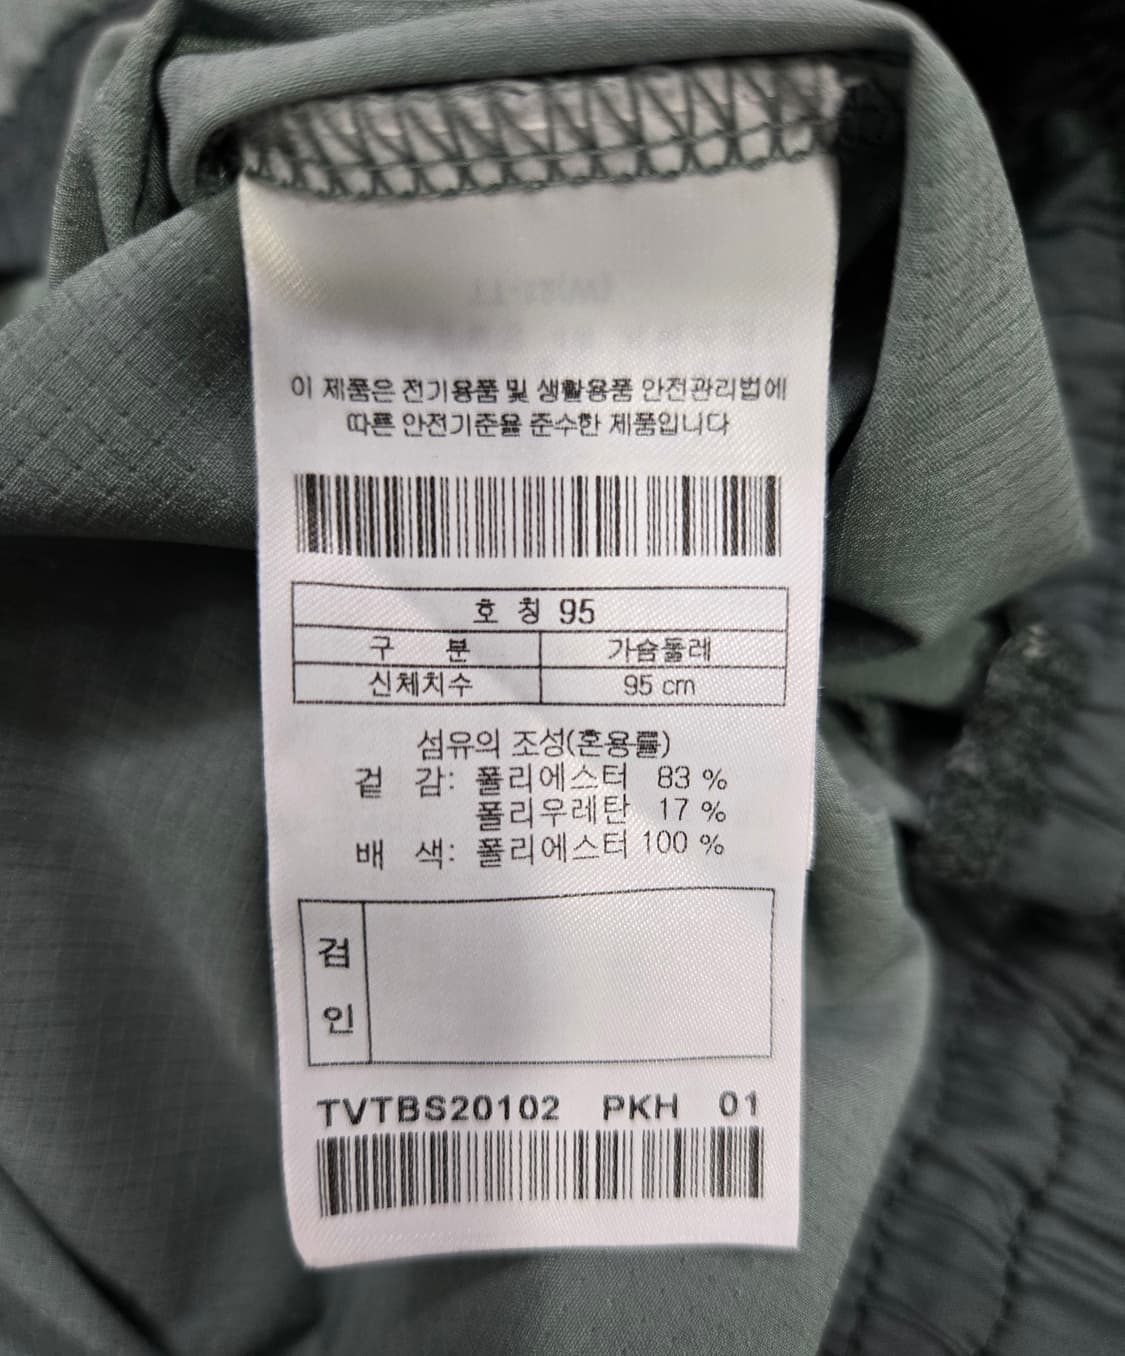 이 제품은 전기용품 및 생활용품 안전관리법에
따른 안전기준을 준수한 제품입니다
호 칭 95
구 분 가슴둘레
신체치수 95 cm
섬유의 조성(혼용률)
겉 감: 폴리에스터 83 %
폴리우레탄 17 %
배 색: 폴리에스터 100 %
검
인
TVTBS20102 PKH 01